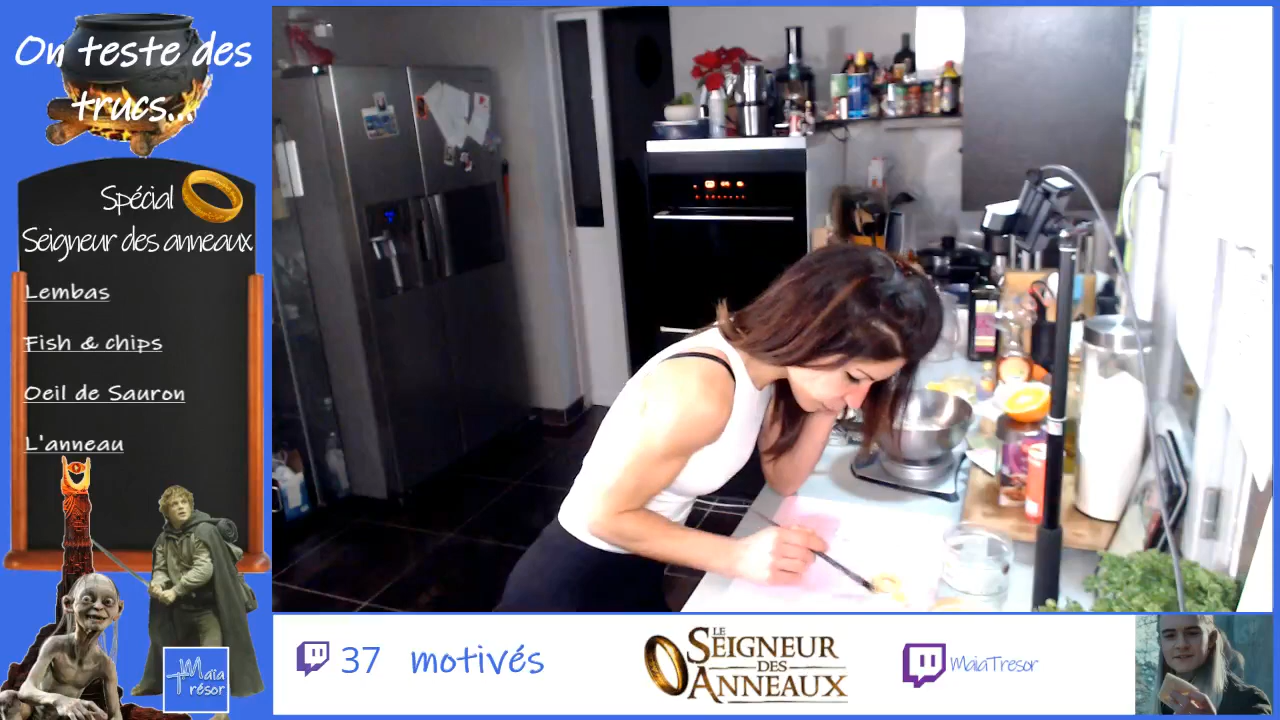 On teste des
trucs...
Spécial
Seigneur des anneaux
Lembas
Fish & chips
Oeil de Sauron
L'anneau
Maïa
Trésor
37 motivés
LE
SEIGNEUR
DES
ANNEAUX
MaiaTresor